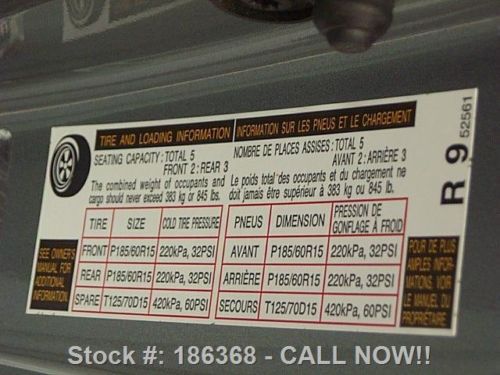 TIRE AND LOADING INFORMATION
SEATING CAPACITY: TOTAL 5
FRONT 2: REAR 3
The combined weight of occupants and
cargo should never exceed 383 kg or 845 lbs.
TIRE SIZE COLD TIRE PRESSURE
FRONT P185/60R15 220kPa, 32PSI
REAR P185/60R15 220kPa, 32PSI
SPARE T125/70D15 420kPa, 60PSI
SEE OWNER'S
MANUAL FOR
ADDITIONAL
INFORMATION.
INFORMATION SUR LES PNEUS ET LE CHARGEMENT
NOMBRE DE PLACES ASSISES: TOTAL 5
AVANT 2: ARRIÈRE 3
Le poids total des occupants et du chargement ne
doit jamais être supérieur à 383 kg ou 845 lb.
PNEUS DIMENSION PRESSION DE
GONFLAGE À FROID
AVANT P185/60R15 220kPa, 32PSI
ARRIÈRE P185/60R15 220kPa, 32PSI
SECOURS T125/70D15 420kPa, 60PSI
POUR DE PLUS
AMPLES INFOR-
MATIONS. VOIR
LE MANUEL DU
PROPRIÉTAIRE.
R 9 52561
Stock #: 186368 - CALL NOW!!